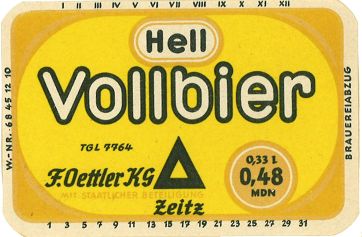 I II III IV V VI VII VIII IX X XI XII
Hell
Vollbier
TGL 7764
F. Oettler KG
MIT STAATLICHER BETEILIGUNG
Zeitz
0,33 l
0,48
MDN
W.-NR.: 68 45 12 10
BRAUEREIABZUG
1 3 5 7 9 11 13 15 17 19 21 23 25 27 29 31